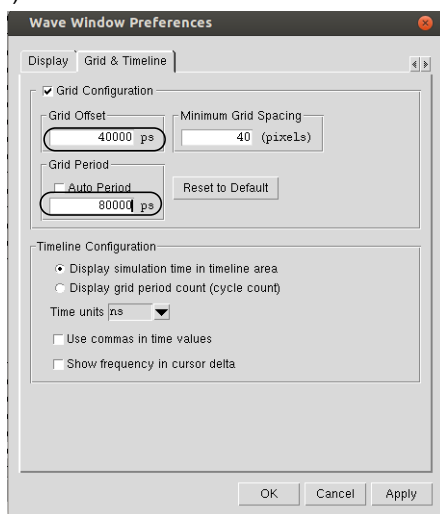 Wave Window Preferences
Display Grid & Timeline
Grid Configuration
Grid Offset Minimum Grid Spacing
40000 ps 40 (pixels)
Grid Period
Auto Period Reset to Default
80000 ps
Timeline Configuration
Display simulation time in timeline area
Display grid period count (cycle count)
Time units ns
Use commas in time values
Show frequency in cursor delta
OK Cancel Apply